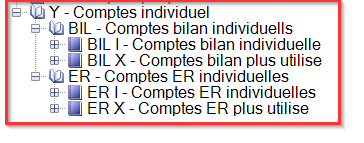 Y - Comptes individuel
BIL - Comptes bilan individuells
BIL I - Comptes bilan individuelle
BIL X - Comptes bilan plus utilise
ER - Comptes ER individuelles
ER I - Comptes ER individuelles
ER X - Comptes ER plus utilise